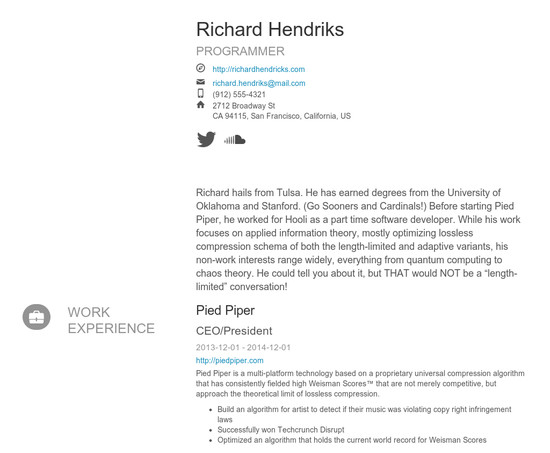 Richard Hendriks
PROGRAMMER
http://richardhendricks.com
richard.hendriks@mail.com
(912) 555-4321
2712 Broadway St
CA 94115, San Francisco, California, US
Richard hails from Tulsa. He has earned degrees from the University of
Oklahoma and Stanford. (Go Sooners and Cardinals!) Before starting Pied
Piper, he worked for Hooli as a part time software developer. While his work
focuses on applied information theory, mostly optimizing lossless
compression schema of both the length-limited and adaptive variants, his
non-work interests range widely, everything from quantum computing to
chaos theory. He could tell you about it, but THAT would NOT be a “length-
limited” conversation!
WORK
EXPERIENCE
Pied Piper
CEO/President
2013-12-01 - 2014-12-01
http://piedpiper.com
Pied Piper is a multi-platform technology based on a proprietary universal compression algorithm
that has consistently fielded high Weisman Scores™ that are not merely competitive, but
approach the theoretical limit of lossless compression.
• Build an algorithm for artist to detect if their music was violating copy right infringement
laws
• Successfully won Techcrunch Disrupt
• Optimized an algorithm that holds the current world record for Weisman Scores